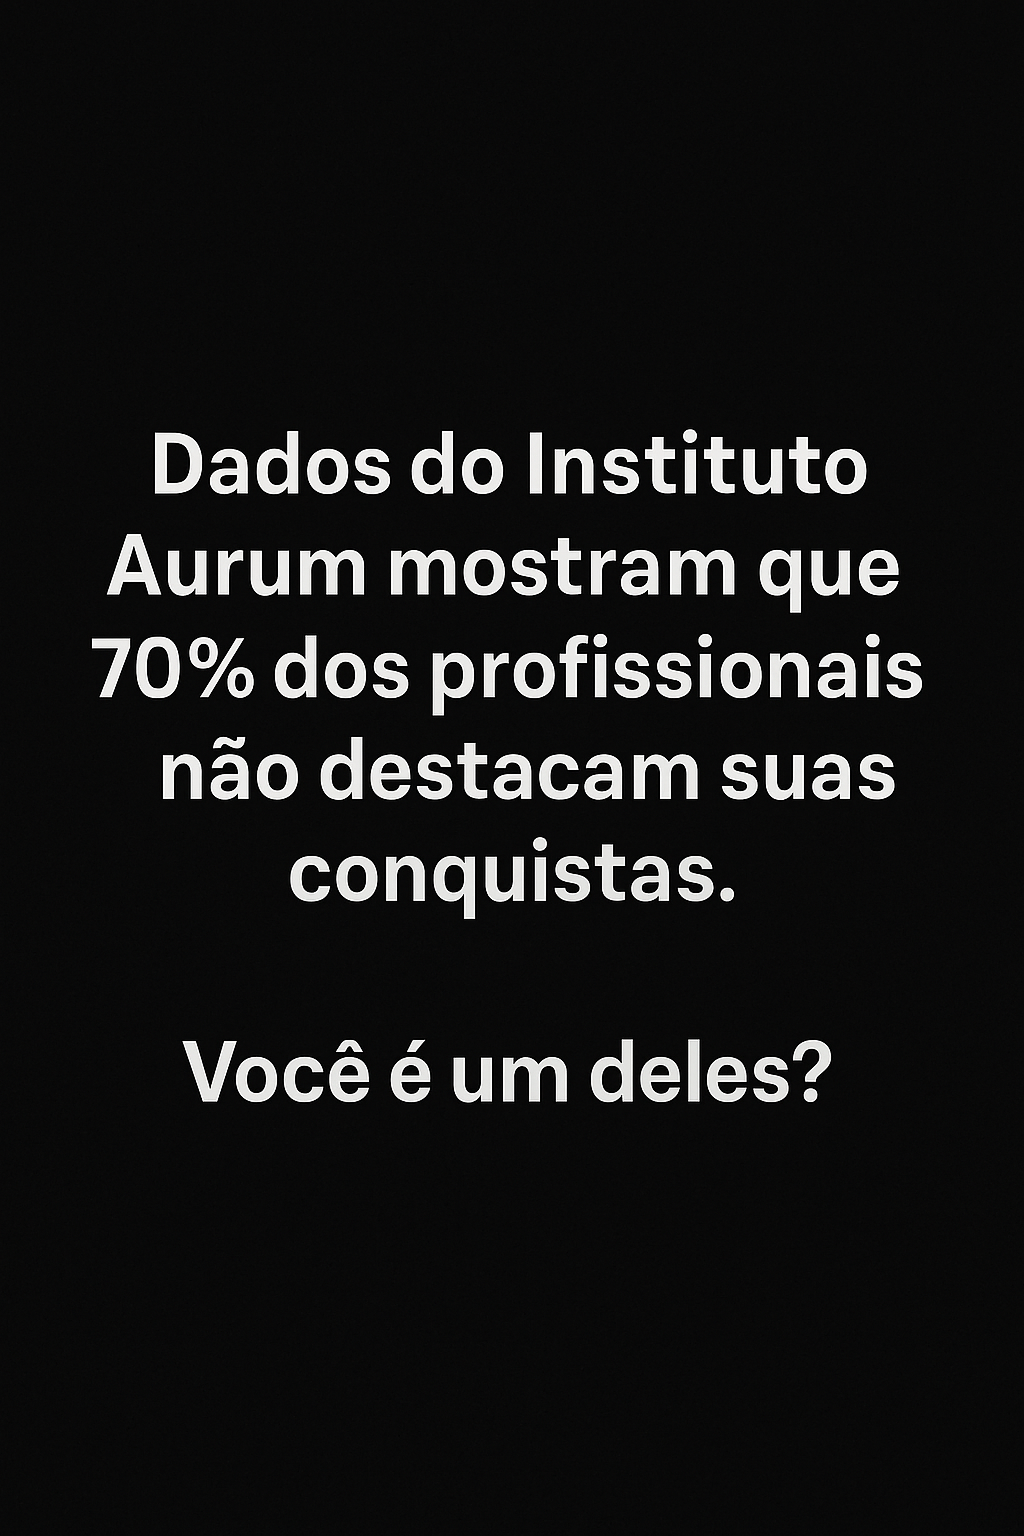 Dados do Instituto
Aurum mostram que
70% dos profissionais
não destacam suas
conquistas.
Você é um deles?